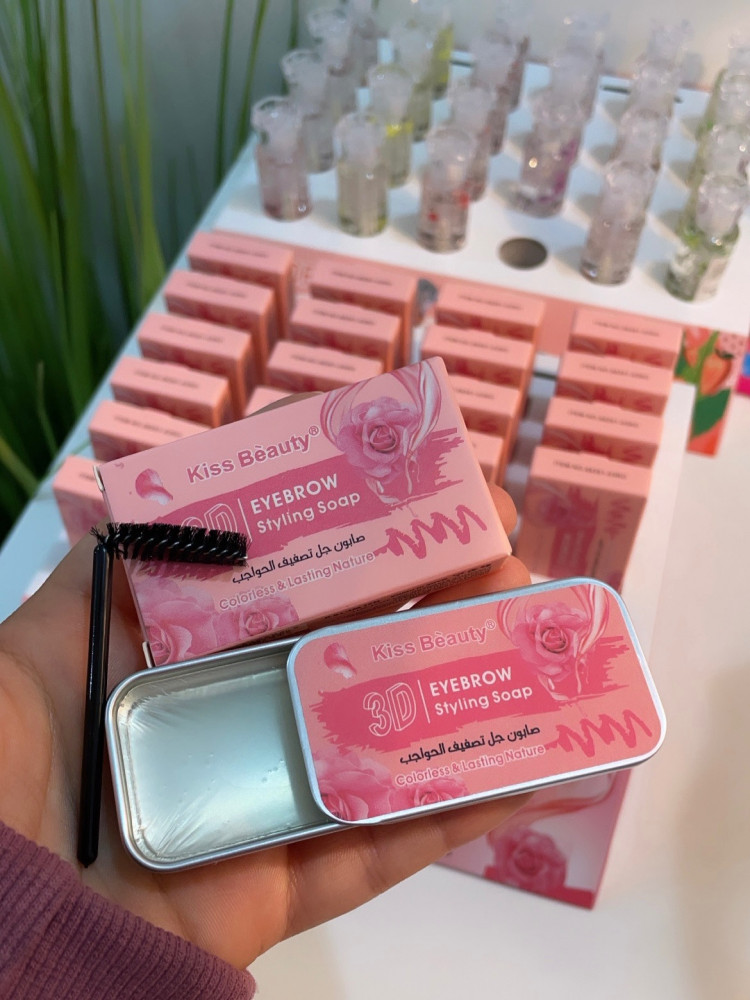 Kiss Bèauty®
3D
EYEBROW
Styling Soap
صابون جل تصفيف الحواجب
Colorless & Lasting Nature
Kiss Bèauty®
3D
EYEBROW
Styling Soap
صابون جل تصفيف الحواجب
Colorless & Lasting Nature